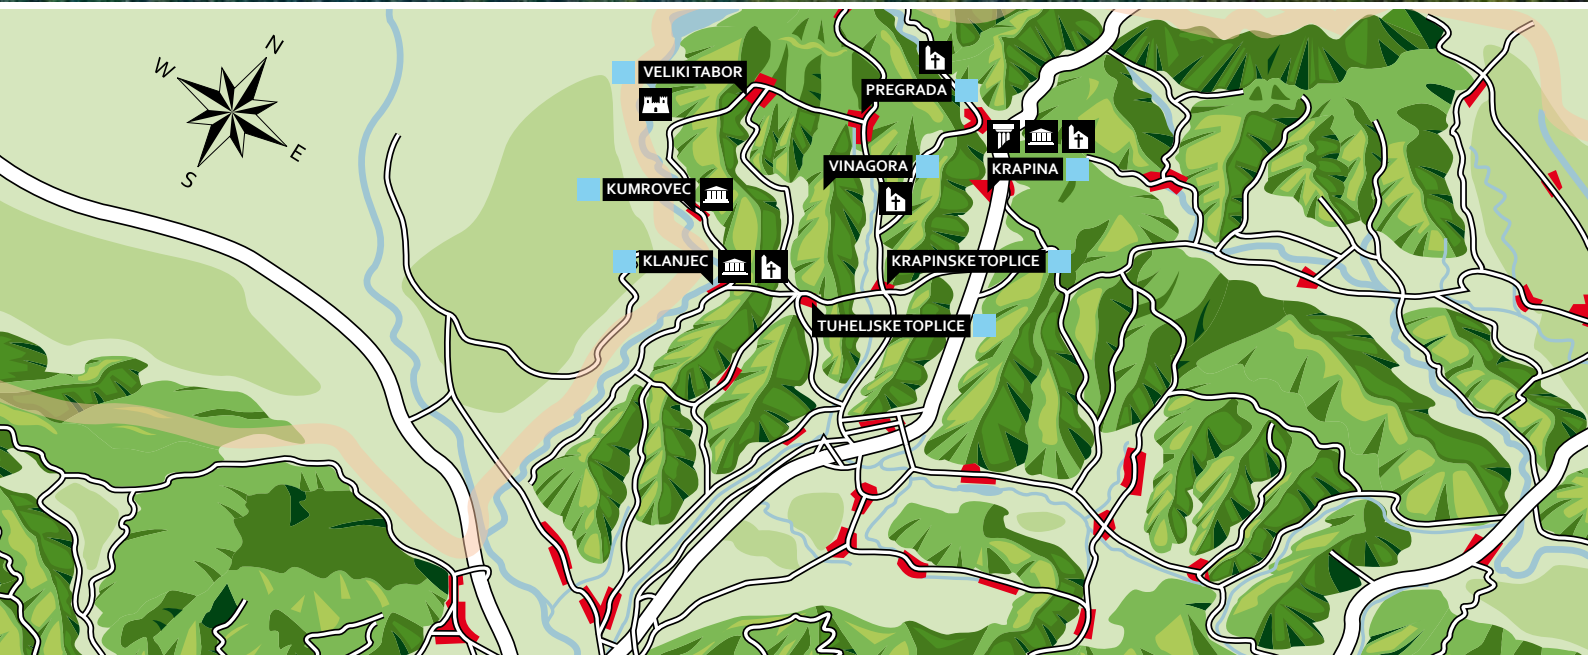 N
W
E
S
VELIKI TABOR
PREGRADA
VINAGORA
KRAPINA
KUMROVEC
KLANJEC
KRAPINSKE TOPLICE
TUHELJSKE TOPLICE